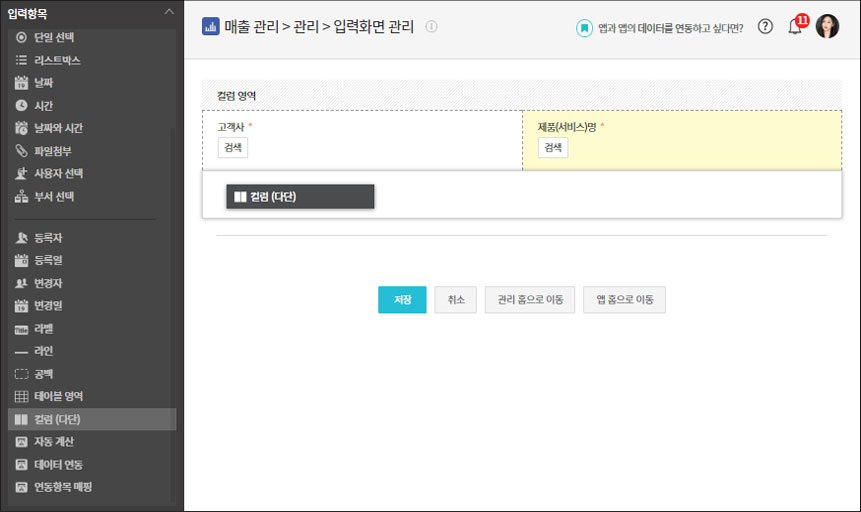 입력항목
단일 선택
리스트박스
날짜
시간
날짜와 시간
파일첨부
사용자 선택
부서 선택
등록자
등록일
변경자
변경일
라벨
라인
공백
테이블 영역
컬럼 (다단)
자동 계산
데이터 연동
연동항목 매핑
매출 관리 > 관리 > 입력화면 관리
앱과 앱의 데이터를 연동하고 싶다면?
11
컬럼 영역
고객사 *
검색
제품(서비스)명 *
검색
컬럼 (다단)
저장
취소
관리 홈으로 이동
앱 홈으로 이동